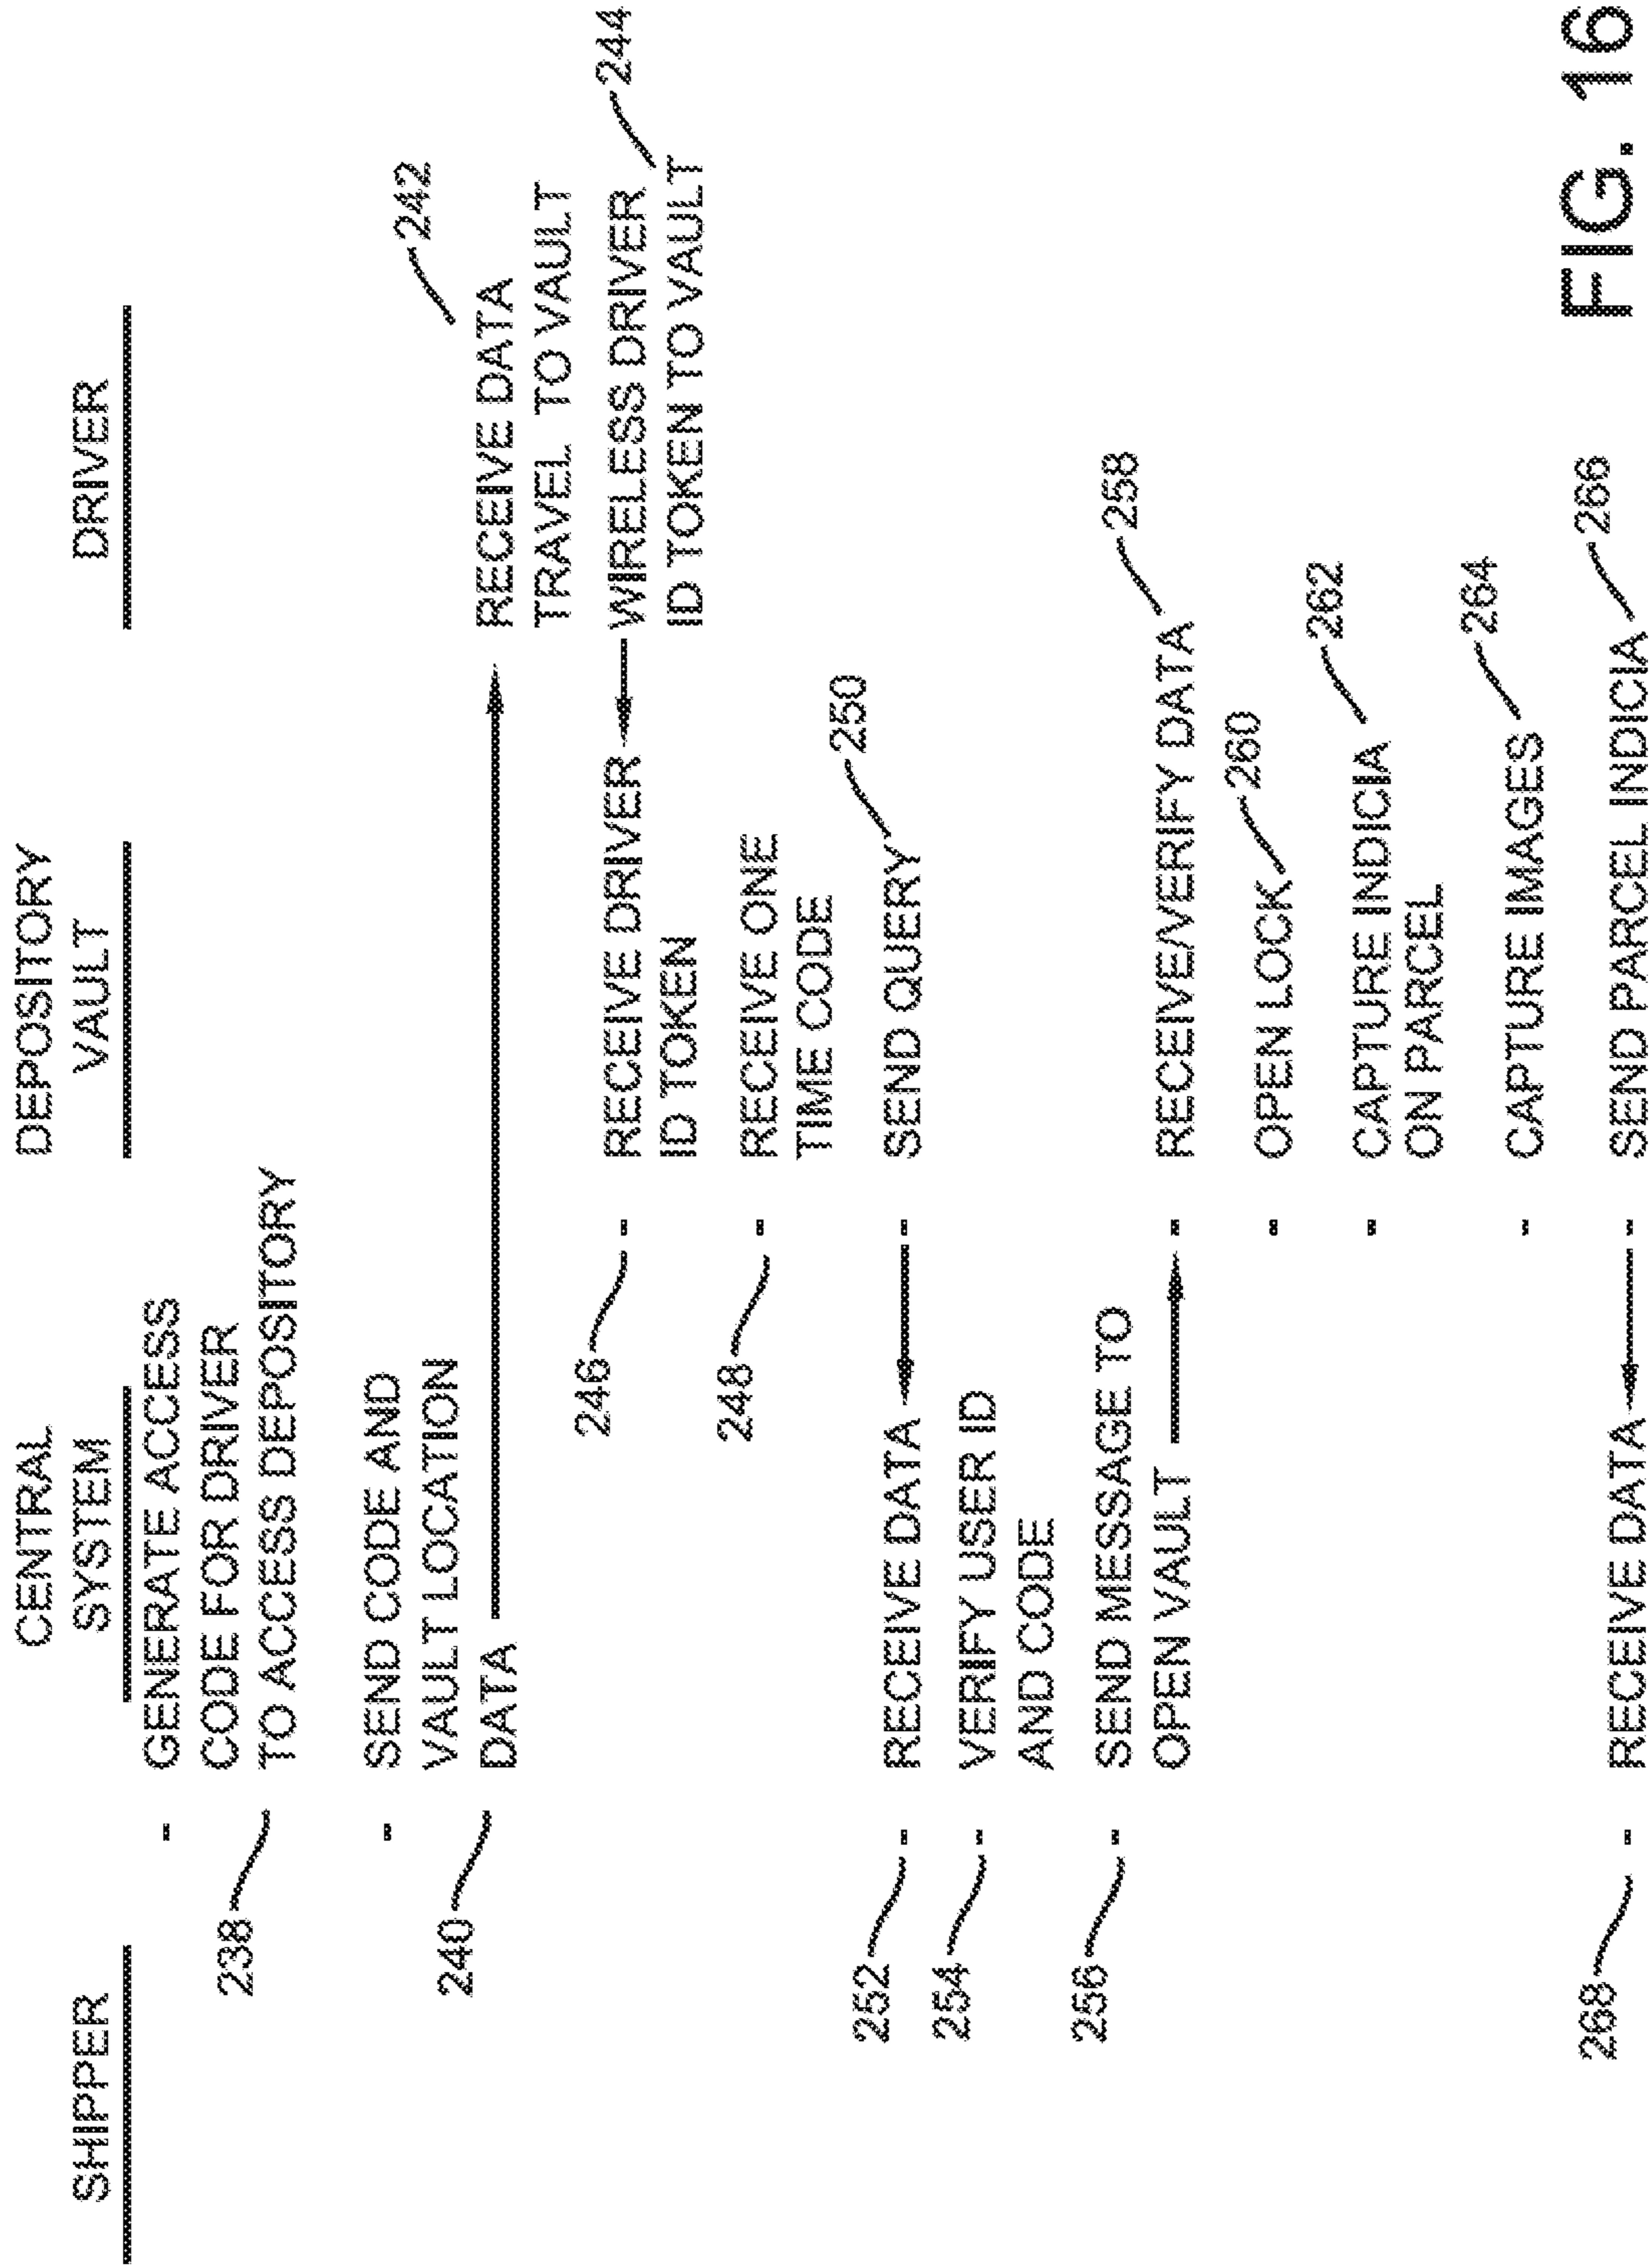 SHIPPER
CENTRAL
SYSTEM
DEPOSITORY
VAULT
DRIVER
- GENERATE ACCESS
CODE FOR DRIVER
TO ACCESS DEPOSITORY
238
- SEND CODE AND
VAULT LOCATION
DATA
240
242
RECEIVE DATA
TRAVEL TO VAULT
244
WIRELESS DRIVER
ID TOKEN TO VAULT
246
- RECEIVE DRIVER
ID TOKEN
248
- RECEIVE ONE
TIME CODE
250
- SEND QUERY
252
- RECEIVE DATA
254
- VERIFY USER ID
AND CODE
256
- SEND MESSAGE TO
OPEN VAULT
258
- RECEIVE/VERIFY DATA
260
- OPEN LOCK
262
- CAPTURE INDICIA
ON PARCEL
264
- CAPTURE IMAGES
266
- SEND PARCEL INDICIA
268
- RECEIVE DATA
FIG. 16